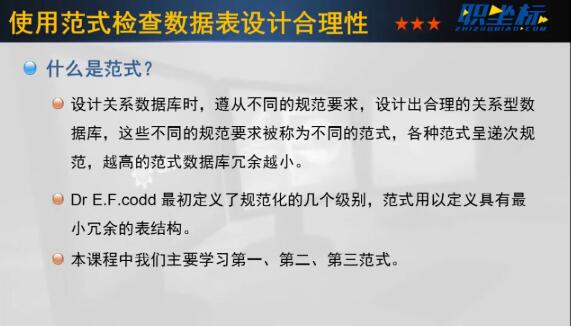 使用范式检查数据表设计合理性
职坐标
ZHIZUOBIAO.COM
什么是范式？
设计关系数据库时，遵从不同的规范要求，设计出合理的关系型数
据库，这些不同的规范要求被称为不同的范式，各种范式呈递次规
范，越高的范式数据库冗余越小。
Dr E.F.codd 最初定义了规范化的几个级别，范式用以定义具有最
小冗余的表结构。
本课程中我们主要学习第一、第二、第三范式。